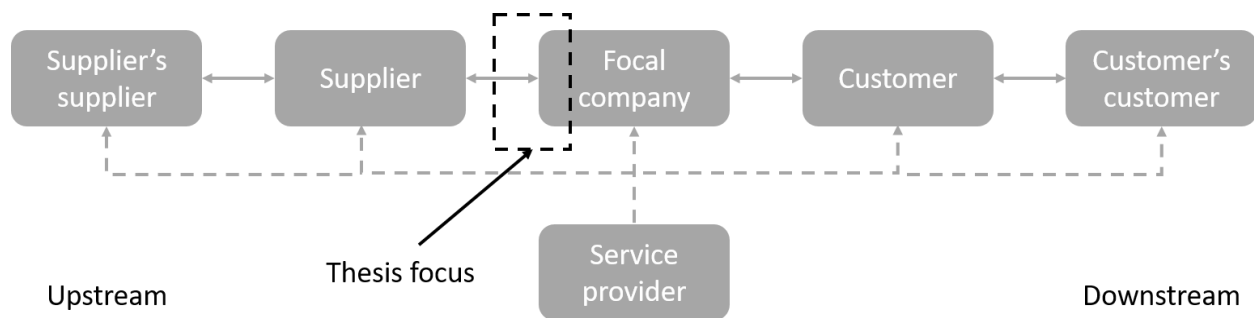 Supplier’s
supplier
Supplier
Focal
company
Customer
Customer’s
customer
Service
provider
Thesis focus
Upstream
Downstream